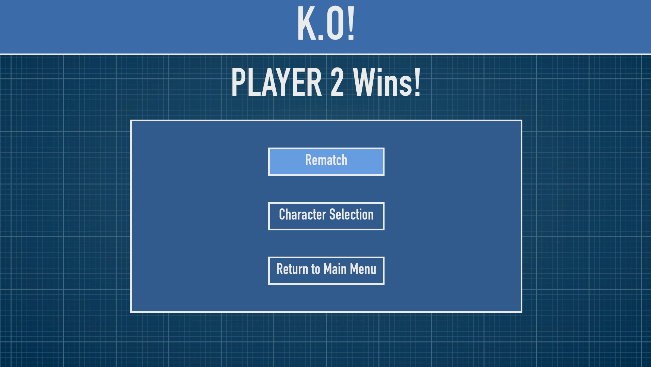 K.O!
PLAYER 2 Wins!
Rematch
Character Selection
Return to Main Menu